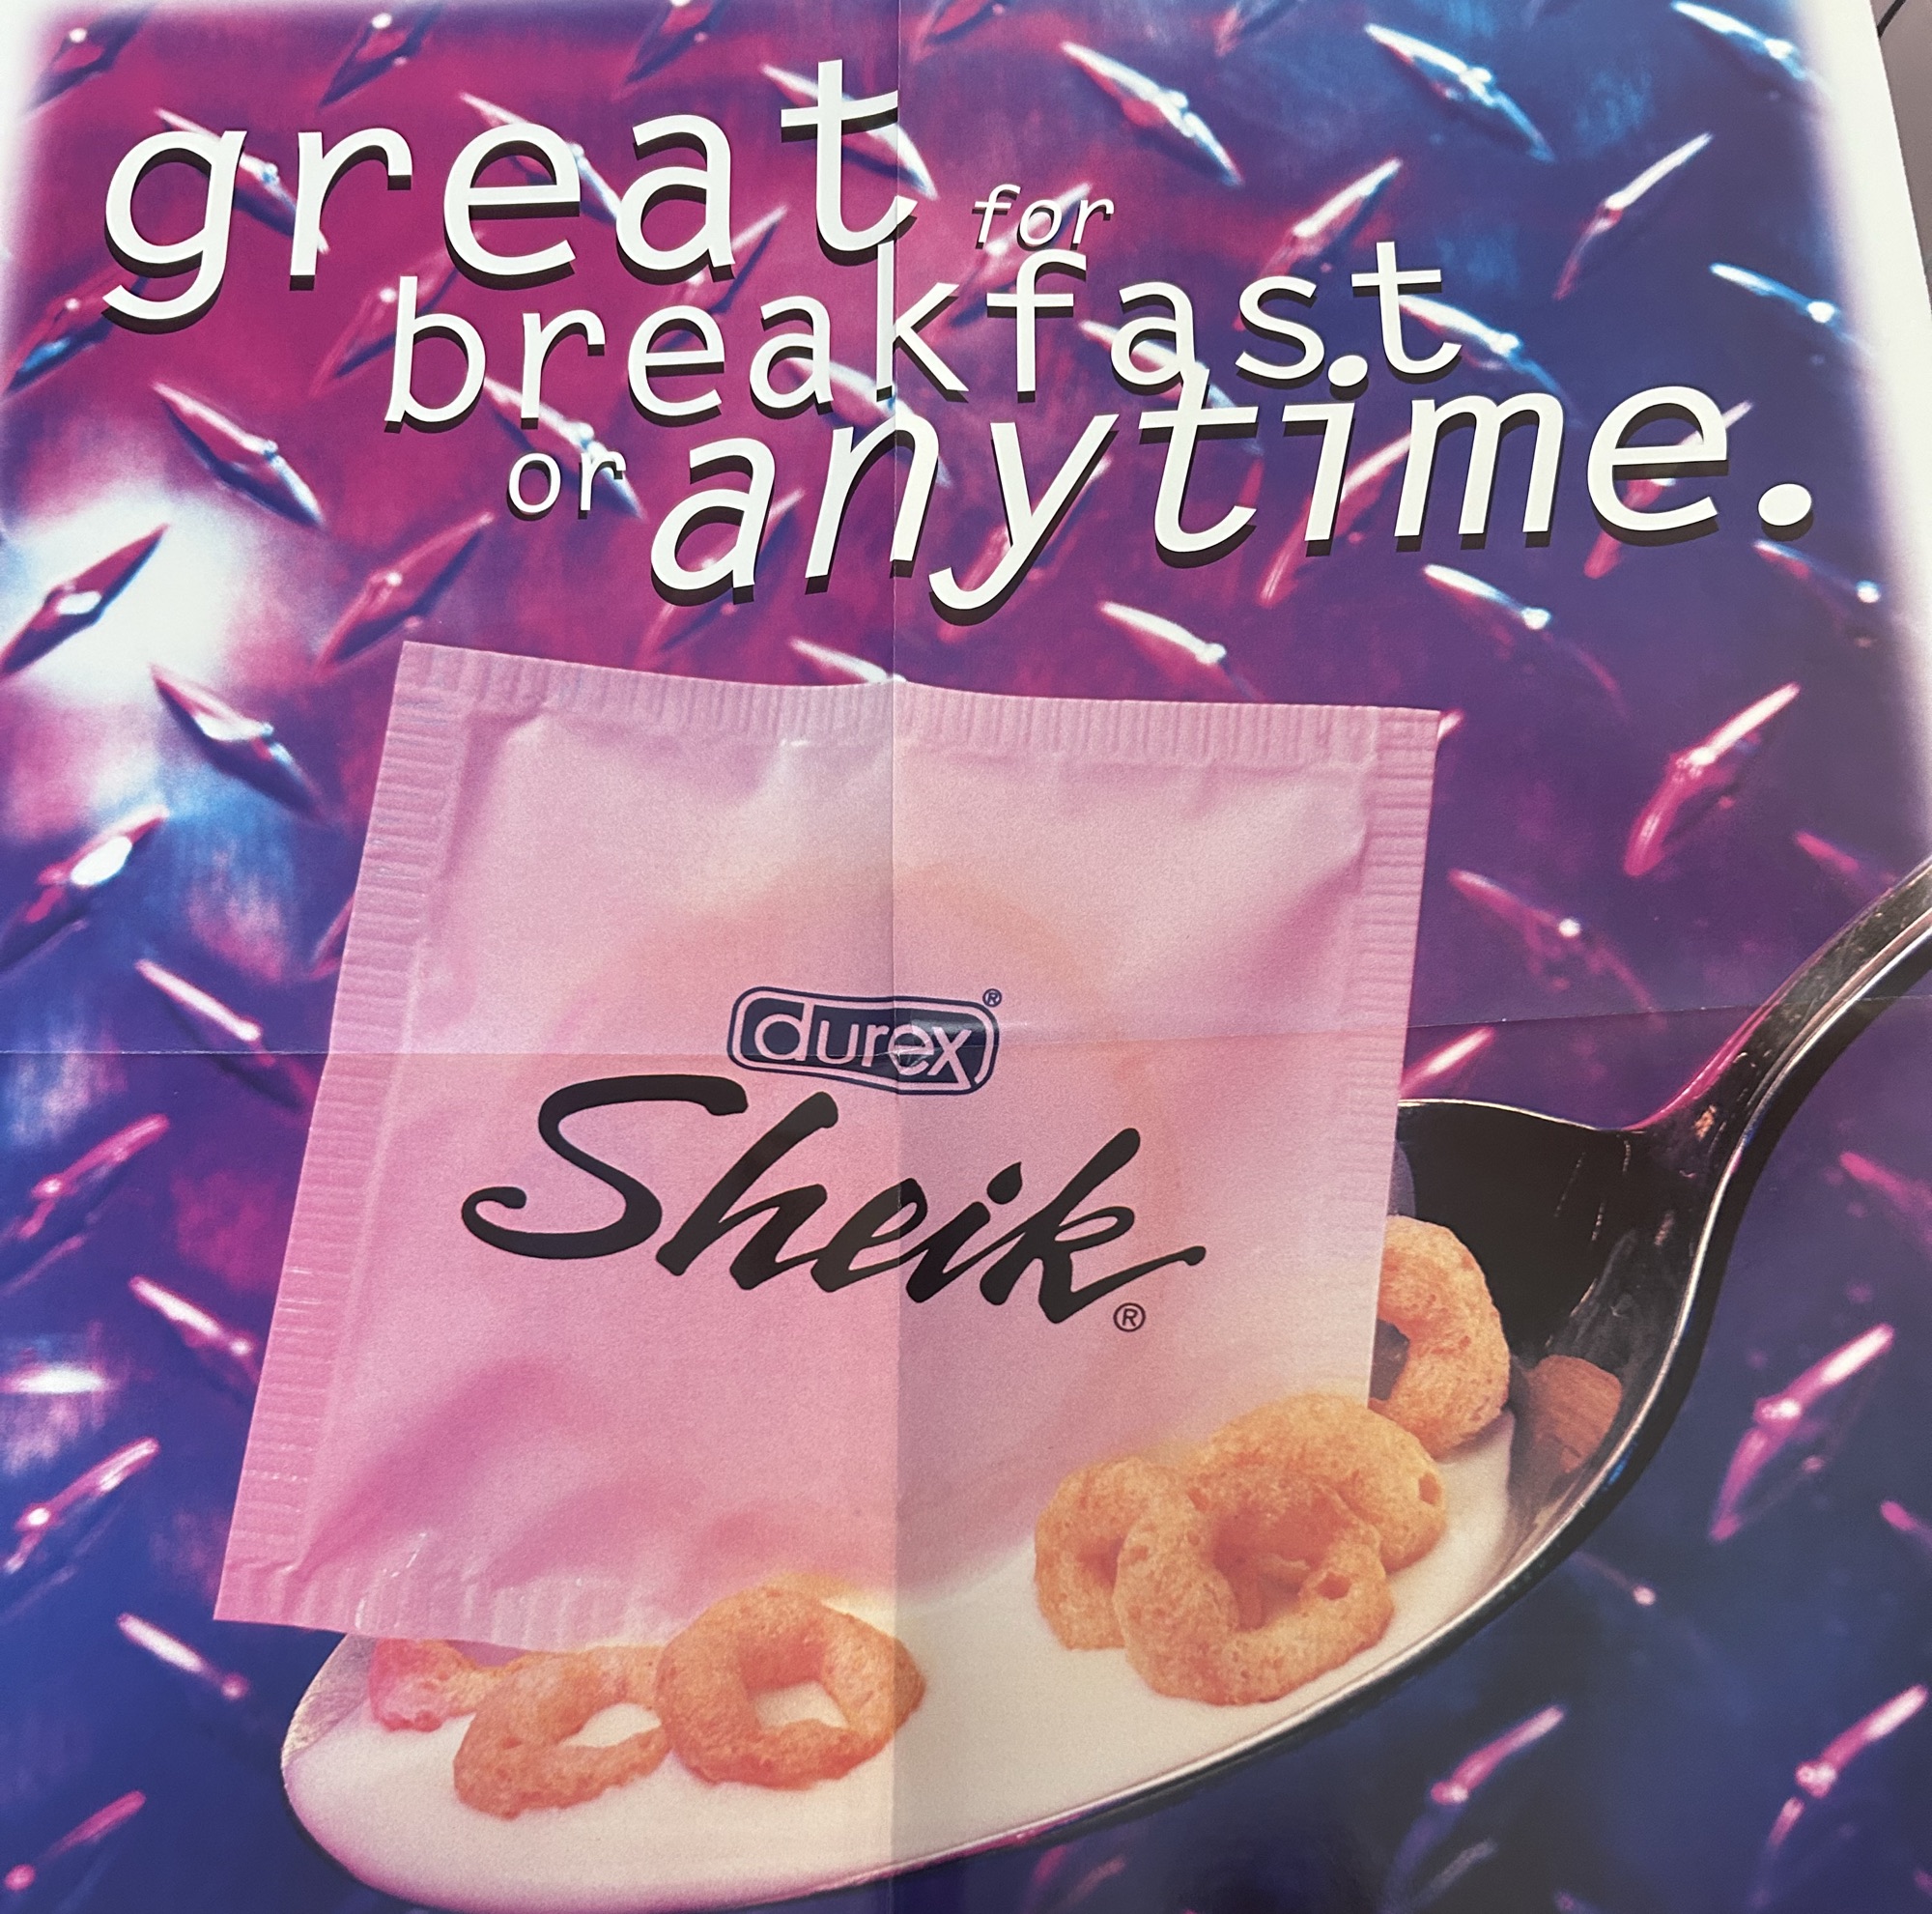 great for
breakfast
or anytime.
durex®
Sheik®